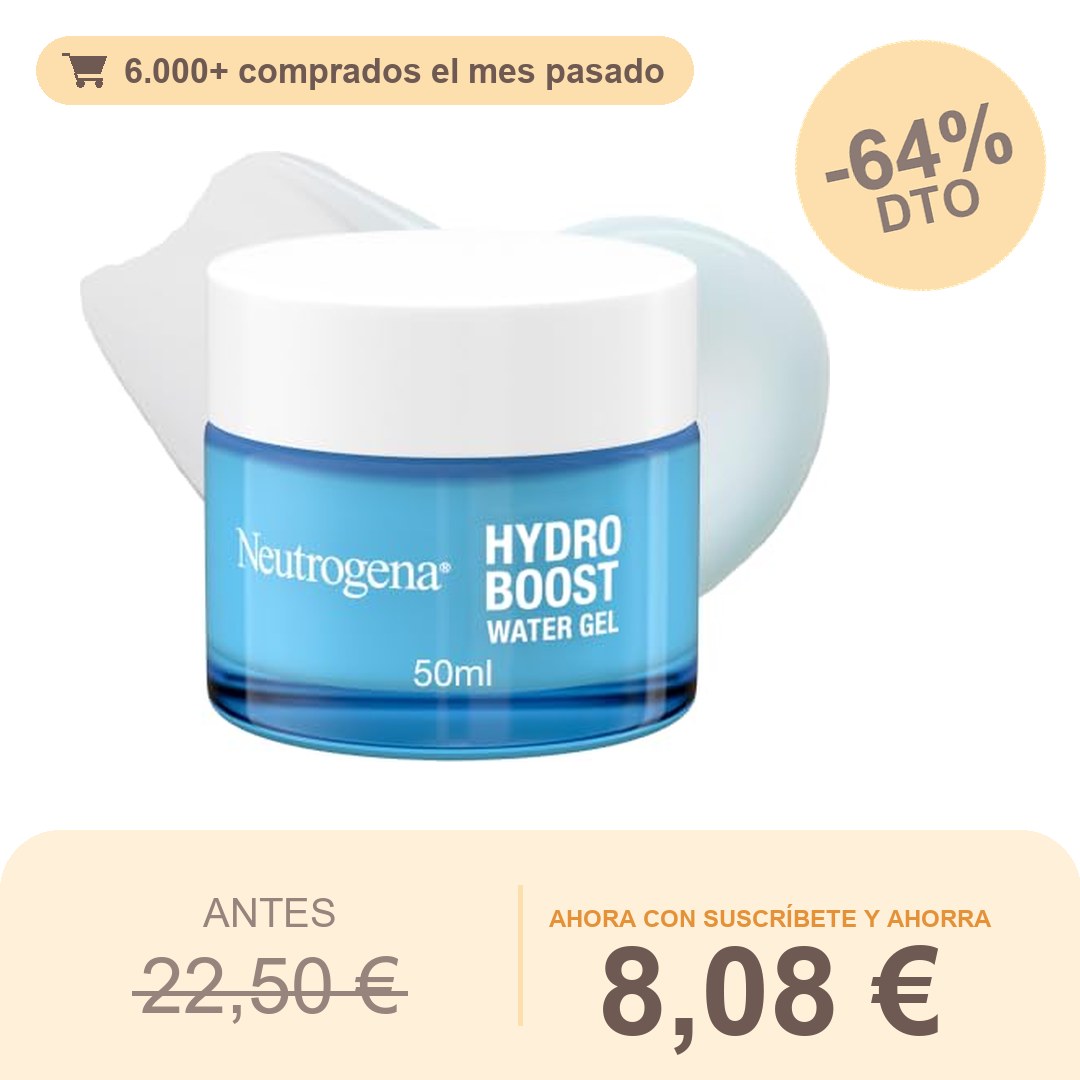 6.000+ comprados el mes pasado
-64%
DTO
Neutrogena®
HYDRO
BOOST
WATER GEL
50ml
ANTES
22,50 €
AHORA CON SUSCRÍBETE Y AHORRA
8,08 €